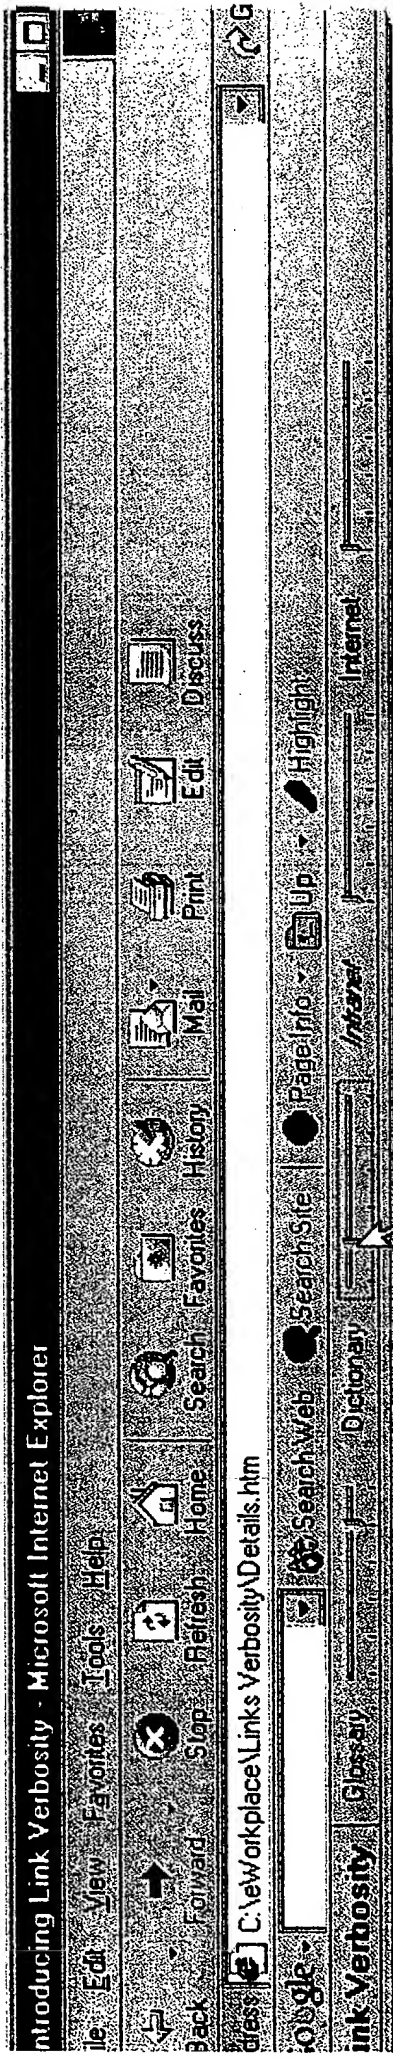 ntroducing Link Verbosity - Microsoft Internet Explorer
ile Edit View Favorites Tools Help
Back Forward Stop Refresh Home Search Favorites History Mail Print Edit Discuss
dress C:\eWorkplace\Links Verbosity\Details.htm G
oogle Search Web Search Site Page Info Up Highlight
ink Verbosity Glossary Dictionary Intranet Internet